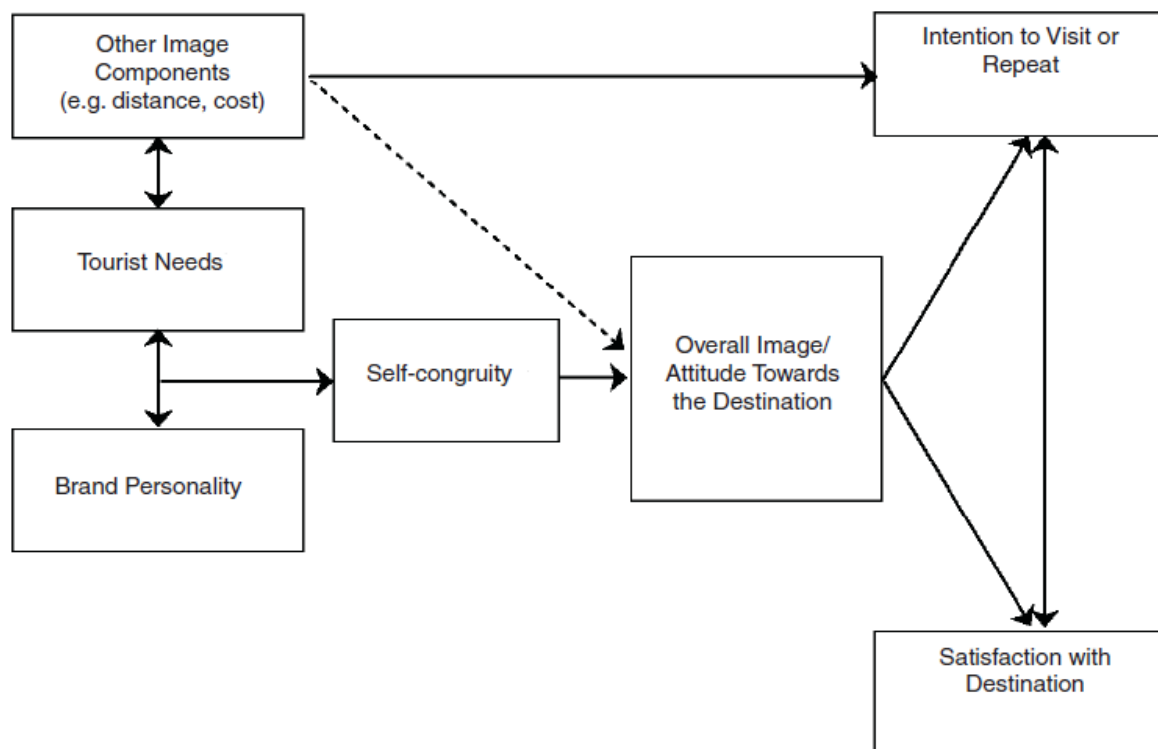 Other Image
Components
(e.g. distance, cost)
Intention to Visit or
Repeat
Tourist Needs
Self-congruity
Overall Image/
Attitude Towards
the Destination
Brand Personality
Satisfaction with
Destination